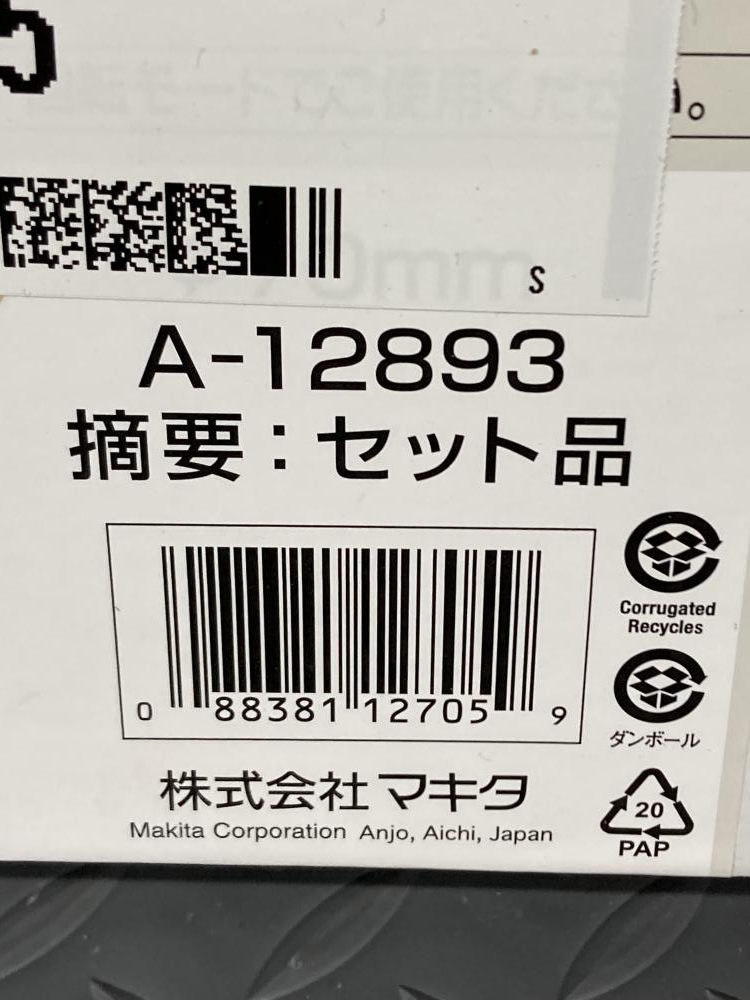 5
S
A-12893
摘要：セット品
0 88381 12705 9
Corrugated
Recycles
ダンボール
株式会社マキタ
Makita Corporation Anjo, Aichi, Japan
20
PAP